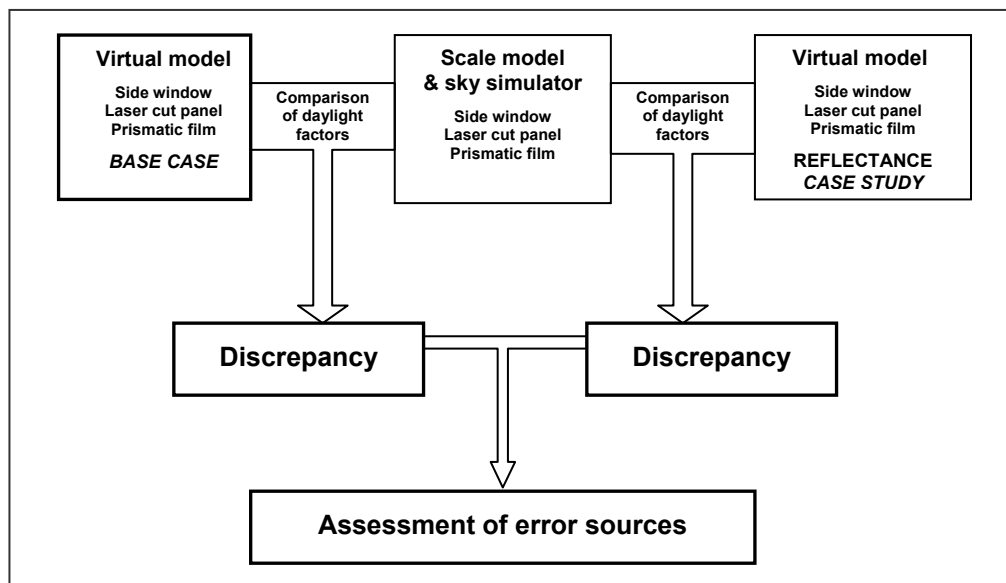 Virtual model
Side window
Laser cut panel
Prismatic film
BASE CASE
Comparison
of daylight
factors
Scale model
& sky simulator
Side window
Laser cut panel
Prismatic film
Comparison
of daylight
factors
Virtual model
Side window
Laser cut panel
Prismatic film
REFLECTANCE
CASE STUDY
Discrepancy
Discrepancy
Assessment of error sources